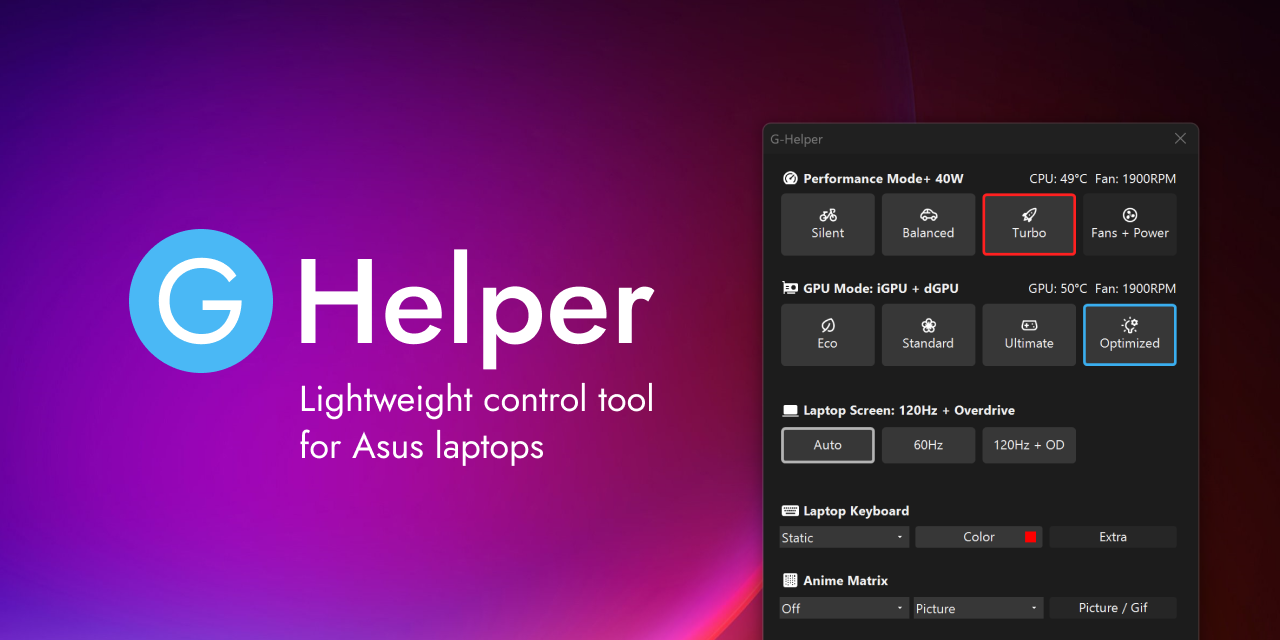 G Helper
Lightweight control tool
for Asus laptops
G-Helper
Performance Mode+ 40W CPU: 49°C Fan: 1900RPM
Silent Balanced Turbo Fans + Power
GPU Mode: iGPU + dGPU GPU: 50°C Fan: 1900RPM
Eco Standard Ultimate Optimized
Laptop Screen: 120Hz + Overdrive
Auto 60Hz 120Hz + OD
Laptop Keyboard
Static Color Extra
Anime Matrix
Off Picture Picture / Gif